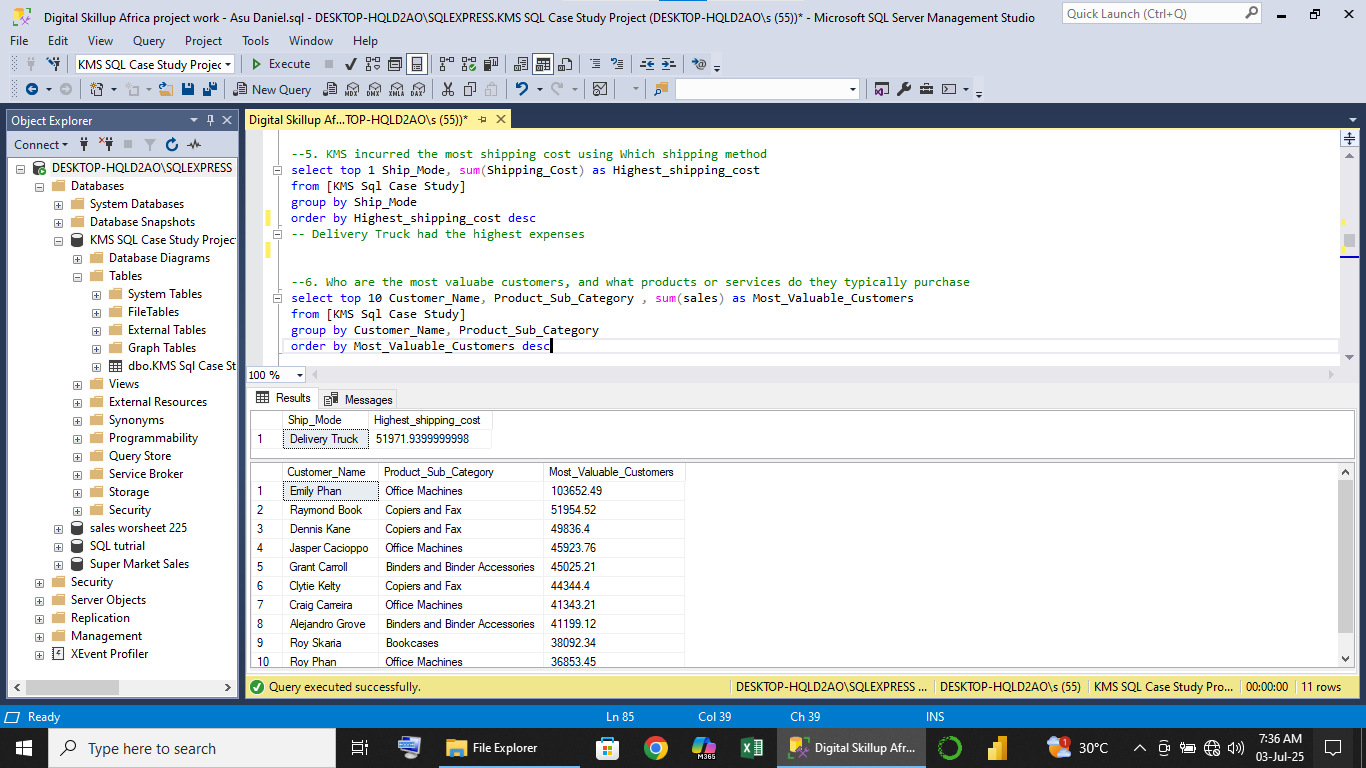 Digital Skillup Africa project work - Asu Daniel.sql - DESKTOP-HQLD2AO\SQLEXPRESS.KMS SQL Case Study Project (DESKTOP-HQLD2AO\s (55))* - Microsoft SQL Server Management Studio
Quick Launch (Ctrl+Q)
File Edit View Query Project Tools Window Help
KMS SQL Case Study Projec Execute
New Query MDX DMX XMLA DAX
Object Explorer
Digital Skillup Af...TOP-HQLD2AO\s (55))*
Connect
DESKTOP-HQLD2AO\SQLEXPRESS
Databases
System Databases
Database Snapshots
KMS SQL Case Study Projec
Database Diagrams
Tables
System Tables
FileTables
External Tables
Graph Tables
dbo.KMS Sql Case St
Views
External Resources
Synonyms
Programmability
Query Store
Service Broker
Storage
Security
sales worsheet 225
SQL tutrial
Super Market Sales
Security
Server Objects
Replication
Management
XEvent Profiler
--5. KMS incurred the most shipping cost using Which shipping method
select top 1 Ship_Mode, sum(Shipping_Cost) as Highest_shipping_cost
from [KMS Sql Case Study]
group by Ship_Mode
order by Highest_shipping_cost desc
-- Delivery Truck had the highest expenses
--6. Who are the most valuabe customers, and what products or services do they typically purchase
select top 10 Customer_Name, Product_Sub_Category , sum(sales) as Most_Valuable_Customers
from [KMS Sql Case Study]
group by Customer_Name, Product_Sub_Category
order by Most_Valuable_Customers desc
100 %
Results Messages
Ship_Mode Highest_shipping_cost
1 Delivery Truck 51971.9399999998
Customer_Name Product_Sub_Category Most_Valuable_Customers
1 Emily Phan Office Machines 103652.49
2 Raymond Book Copiers and Fax 51954.52
3 Dennis Kane Copiers and Fax 49836.4
4 Jasper Cacioppo Office Machines 45923.76
5 Grant Carroll Binders and Binder Accessories 45025.21
6 Clytie Kelty Copiers and Fax 44344.4
7 Craig Carreira Office Machines 41343.21
8 Alejandro Grove Binders and Binder Accessories 41199.12
9 Roy Skaria Bookcases 38092.34
10 Roy Phan Office Machines 36853.45
Query executed successfully. DESKTOP-HQLD2AO\SQLEXPRESS ... DESKTOP-HQLD2AO\s (55) KMS SQL Case Study Pro... 00:00:00 11 rows
Ready Ln 85 Col 39 Ch 39 INS
Type here to search File Explorer M365 Digital Skillup Afr... 30°C 7:36 AM
03-Jul-25